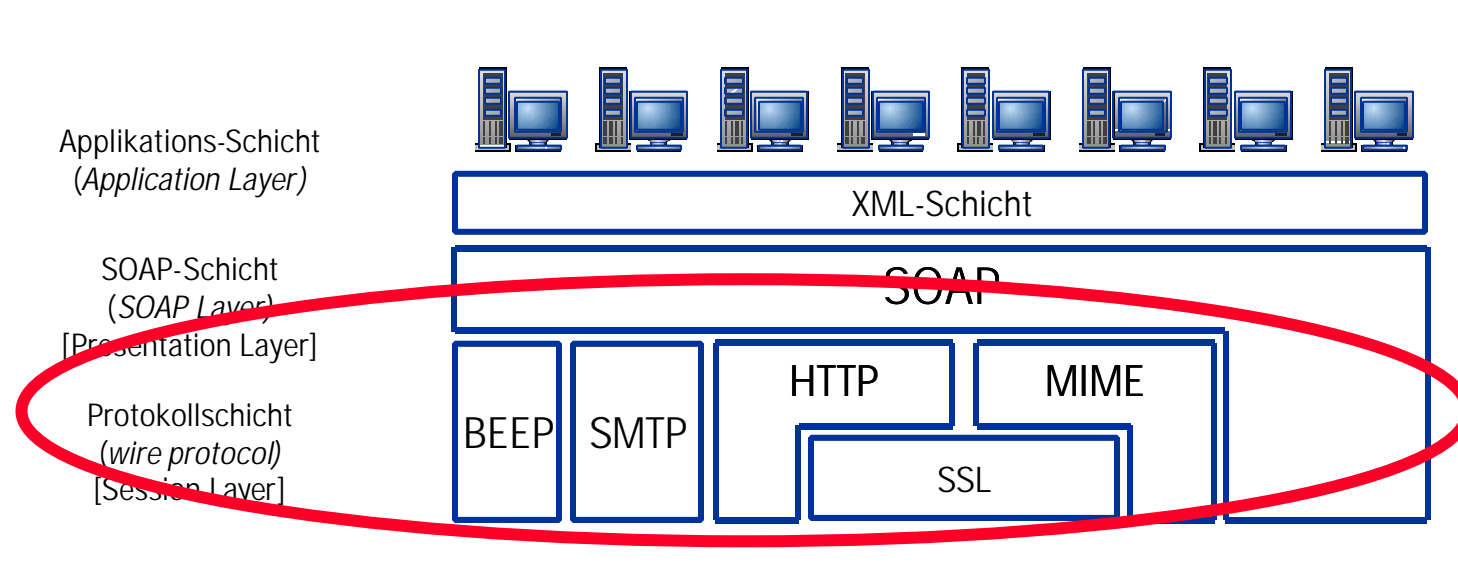 Applikations-Schicht
(Application Layer)
XML-Schicht
SOAP-Schicht
(SOAP Layer)
[Presentation Layer]
SOAP
Protokollschicht
(wire protocol)
[Session Layer]
BEEP
SMTP
HTTP
MIME
SSL